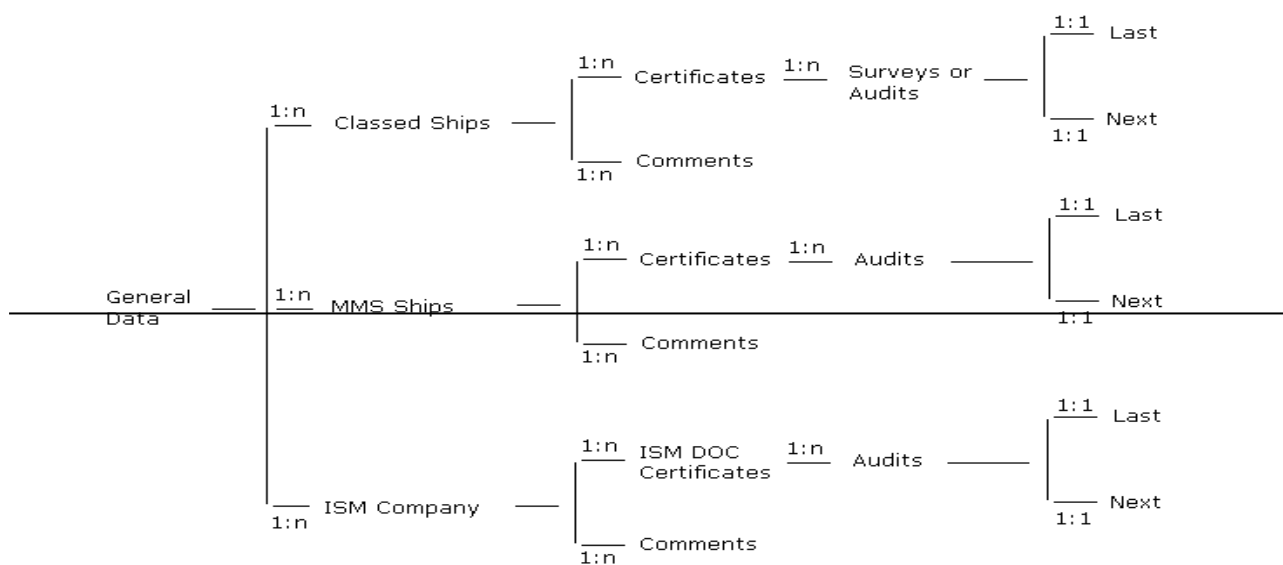 1:1 Last
1:n Certificates 1:n Surveys or
Audits
1:n Classed Ships
1:1 Next
1:n Comments
1:1 Last
1:n Certificates 1:n Audits
General
Data
1:n MMS Ships
1:1 Next
1:n Comments
1:1 Last
1:n ISM DOC
Certificates
1:n Audits
1:n ISM Company
1:1 Next
1:n Comments